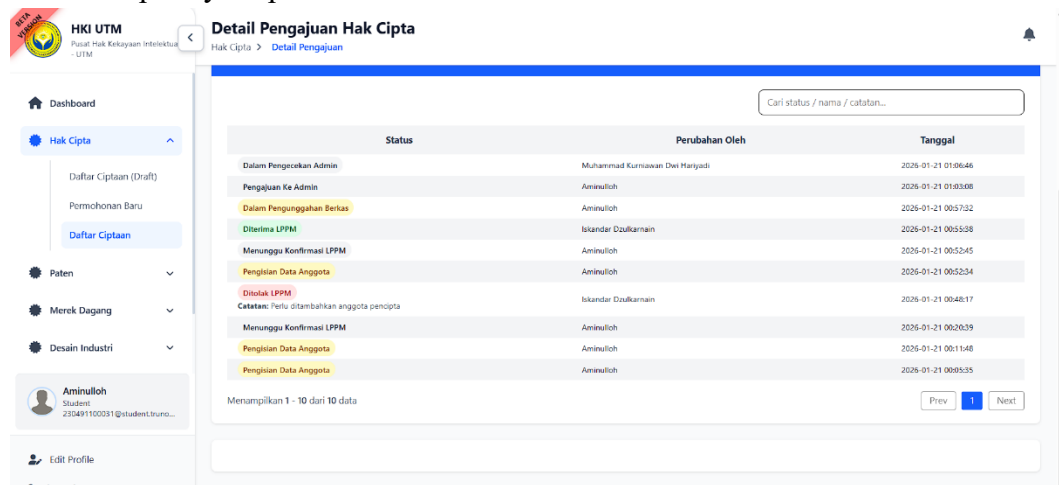 BETA
VERSION
HKI UTM
Pusat Hak Kekayaan Intelektua
- UTM
Dashboard
Hak Cipta
Daftar Ciptaan (Draft)
Permohonan Baru
Daftar Ciptaan
Paten
Merek Dagang
Desain Industri
Aminulloh
Student
230491100031@student.truno...
Edit Profile
Detail Pengajuan Hak Cipta
Hak Cipta > Detail Pengajuan
Cari status / nama / catatan...
Status Perubahan Oleh Tanggal
Dalam Pengecekan Admin Muhammad Kurniawan Dwi Hariyadi 2026-01-21 01:06:46
Pengajuan Ke Admin Aminulloh 2026-01-21 01:03:08
Dalam Pengunggahan Berkas Aminulloh 2026-01-21 00:57:32
Diterima LPPM Iskandar Dzulkarnain 2026-01-21 00:55:38
Menunggu Konfirmasi LPPM Aminulloh 2026-01-21 00:52:45
Pengisian Data Anggota Aminulloh 2026-01-21 00:52:34
Ditolak LPPM
Catatan: Perlu ditambahkan anggota pencipta Iskandar Dzulkarnain 2026-01-21 00:48:17
Menunggu Konfirmasi LPPM Aminulloh 2026-01-21 00:20:39
Pengisian Data Anggota Aminulloh 2026-01-21 00:11:48
Pengisian Data Anggota Aminulloh 2026-01-21 00:05:35
Menampilkan 1 - 10 dari 10 data
Prev 1 Next